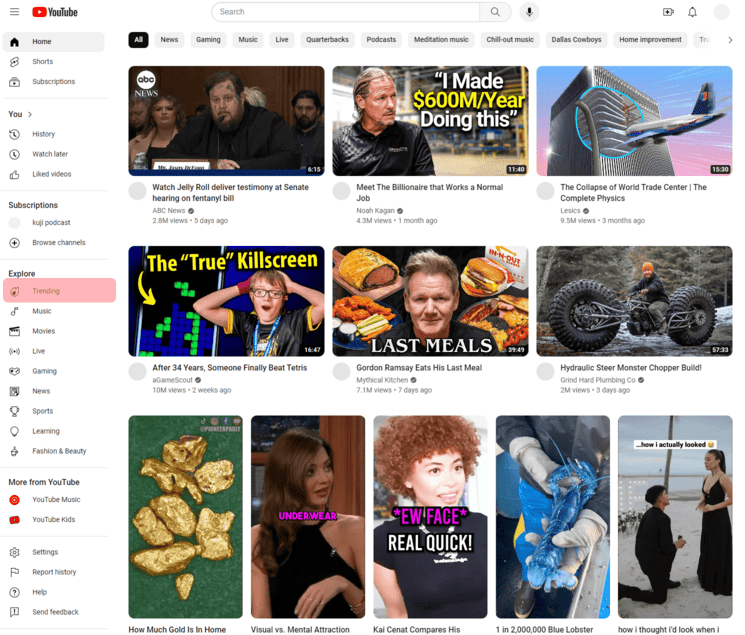 YouTube
Search
Home
Shorts
Subscriptions
You
History
Watch later
Liked videos
Subscriptions
kuji podcast
Browse channels
Explore
Trending
Music
Movies
Live
Gaming
News
Sports
Learning
Fashion & Beauty
More from YouTube
YouTube Music
YouTube Kids
Settings
Report history
Help
Send feedback
All
News
Gaming
Music
Live
Quarterbacks
Podcasts
Meditation music
Chill-out music
Dallas Cowboys
Home improvement
abc
NEWS
6:15
Watch Jelly Roll deliver testimony at Senate
hearing on fentanyl bill
ABC News
2.8M views • 5 days ago
“I Made
$600M/Year
Doing this”
11:40
Meet The Billionaire that Works a Normal
Job
Noah Kagan
4.3M views • 1 month ago
15:30
The Collapse of World Trade Center | The
Complete Physics
Lesics
9.5M views • 3 months ago
The “True” Killscreen
16:47
After 34 Years, Someone Finally Beat Tetris
aGameScout
10M views • 2 weeks ago
IN-N-OUT
LAST MEALS
39:49
Gordon Ramsay Eats His Last Meal
Mythical Kitchen
7.1M views • 7 days ago
57:33
Hydraulic Steer Monster Chopper Build!
Grind Hard Plumbing Co
2M views • 3 days ago
@PIONEERPAULY
How Much Gold Is In Home
UNDERWEAR
Visual vs. Mental Attraction
*EW FACE*
REAL QUICK!
Kai Cenat Compares His
1 in 2,000,000 Blue Lobster
...how i actually looked
how i thought i'd look when i